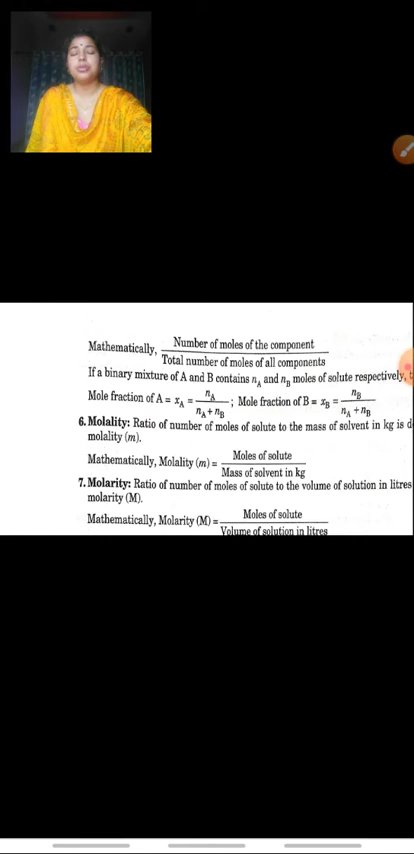 Mathematically, Number of moles of the component
Total number of moles of all components
If a binary mixture of A and B contains nA and nB moles of solute respectively,
Mole fraction of A = xA = nA / nA + nB ; Mole fraction of B = xB = nB / nA + nB
6. Molality: Ratio of number of moles of solute to the mass of solvent in kg is
molality (m).
Mathematically, Molality (m) = Moles of solute
Mass of solvent in kg
7. Molarity: Ratio of number of moles of solute to the volume of solution in litres
molarity (M).
Mathematically, Molarity (M) = Moles of solute
Volume of solution in litres